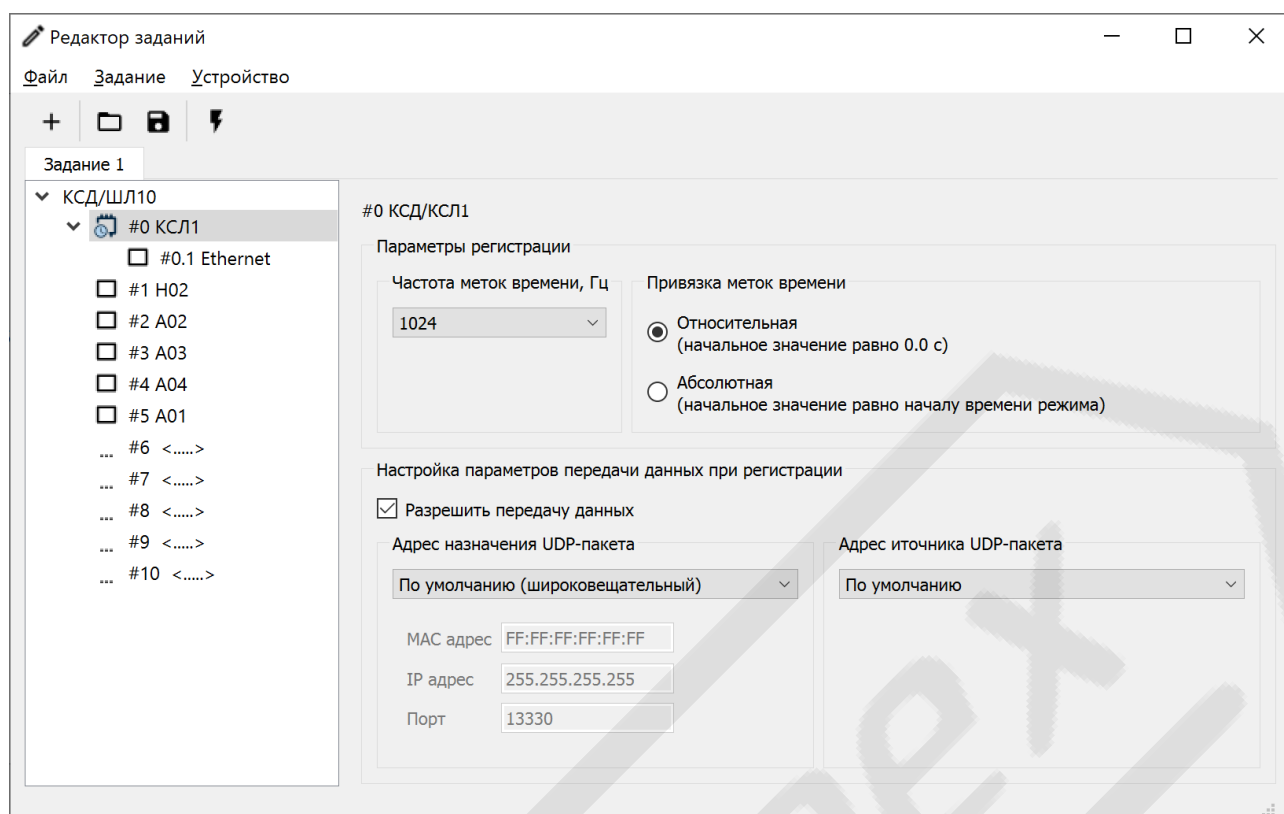 Редактор заданий
Файл Задание Устройство
Задание 1
КСД/ШЛ10
#0 КСЛ1
#0.1 Ethernet
#1 Н02
#2 А02
#3 А03
#4 А04
#5 А01
#6 <.....>
#7 <.....>
#8 <.....>
#9 <.....>
#10 <.....>
#0 КСД/КСЛ1
Параметры регистрации
Частота меток времени, Гц
1024
Привязка меток времени
Относительная
(начальное значение равно 0.0 с)
Абсолютная
(начальное значение равно началу времени режима)
Настройка параметров передачи данных при регистрации
Разрешить передачу данных
Адрес назначения UDP-пакета
По умолчанию (широковещательный)
MAC адрес FF:FF:FF:FF:FF:FF
IP адрес 255.255.255.255
Порт 13330
Адрес иточника UDP-пакета
По умолчанию